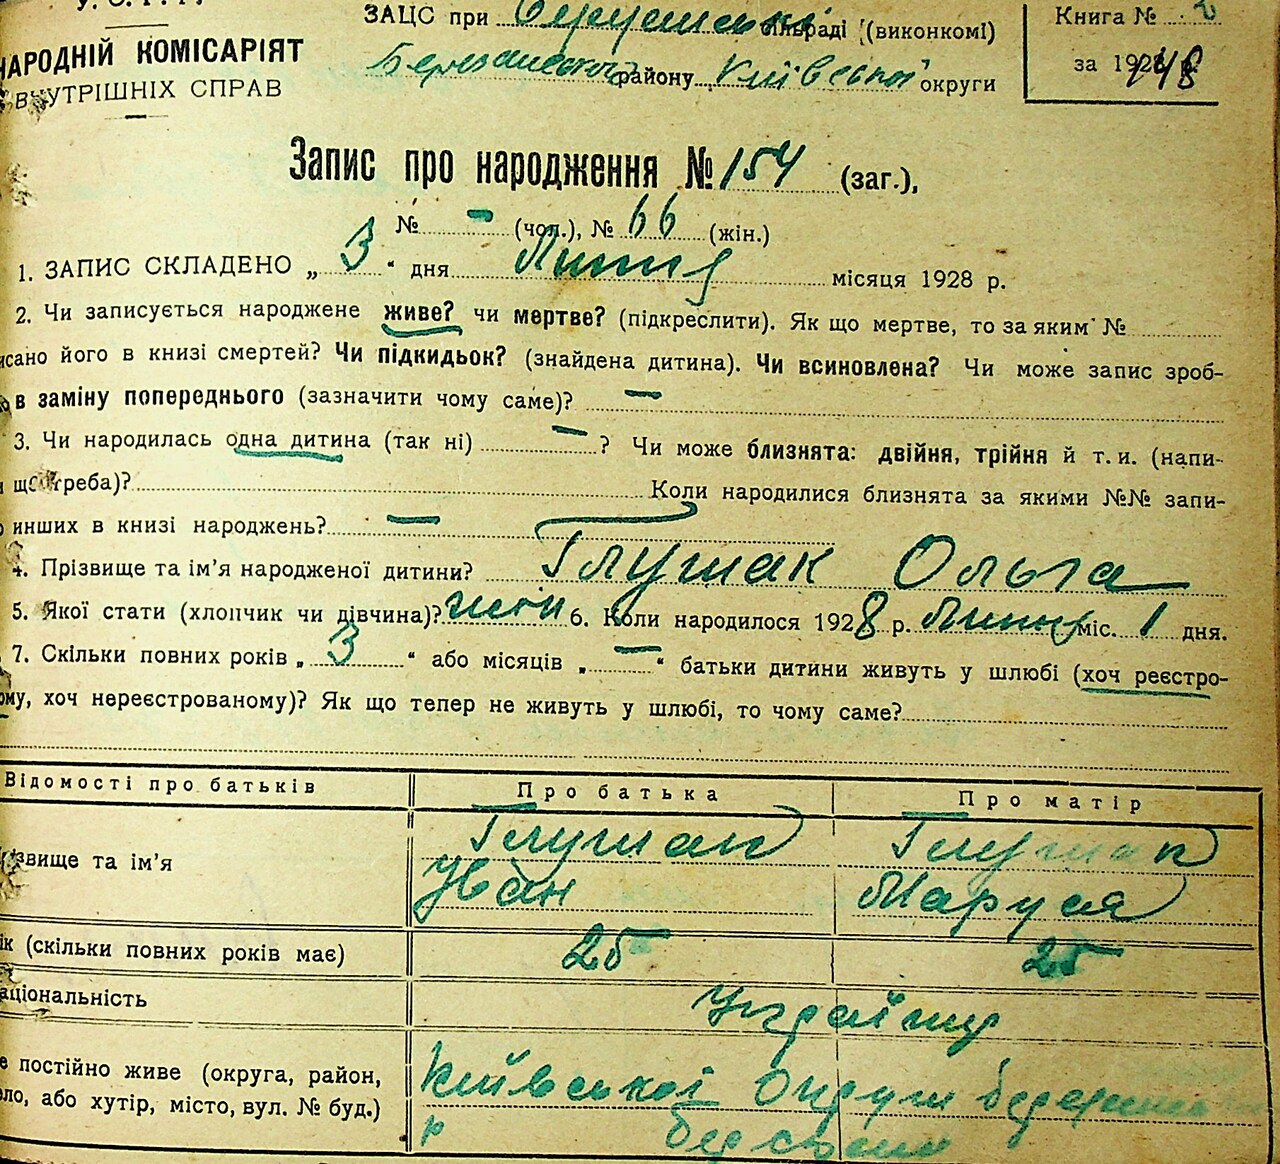 У. С. Р. Р.
ЗАЦС при сільраді (виконкомі)
Книга №
НАРОДНІЙ КОМІСАРІЯТ
ВНУТРІШНІХ СПРАВ
району Київської округи
за 192
148
Запис про народження № 154 (заг.),
№ — (чол.), № 66 (жін.)
1. ЗАПИС СКЛАДЕНО „ 3 “ дня Липня місяця 1928 р.
2. Чи записується народжене живе? чи мертве? (підкреслити). Як що мертве, то за яким №
исано його в книзі смертей? Чи підкидьок? (знайдена дитина). Чи всиновлена? Чи може запис зроб-
в заміну попереднього (зазначити чому саме)? —
3. Чи народилась одна дитина (так ні) — ? Чи може близнята: двійня, трійня й т. и. (напи-
що треба)? Коли народилися близнята за якими №№ запи-
инших в книзі народжень? —
4. Прізвище та ім’я народженої дитини? Глушак Ольга
5. Якої стати (хлопчик чи дівчина)? жін 6. Коли народилося 1928 р. Липня міс. 1 дня.
7. Скільки повних років „ 3 “ або місяців „ — “ батьки дитини живуть у шлюбі (хоч реєстро-
ому, хоч нереєстрованому)? Як що тепер не живуть у шлюбі, то чому саме?
Відомості про батьків Про батька Про матір
Глушак Глушак
різвище та ім’я
Іван Маруся
ік (скільки повних років має) 25 25
аціональність Українці
е постійно живе (округа, район, Київської Округи
ло, або хутір, місто, вул. № буд.) р